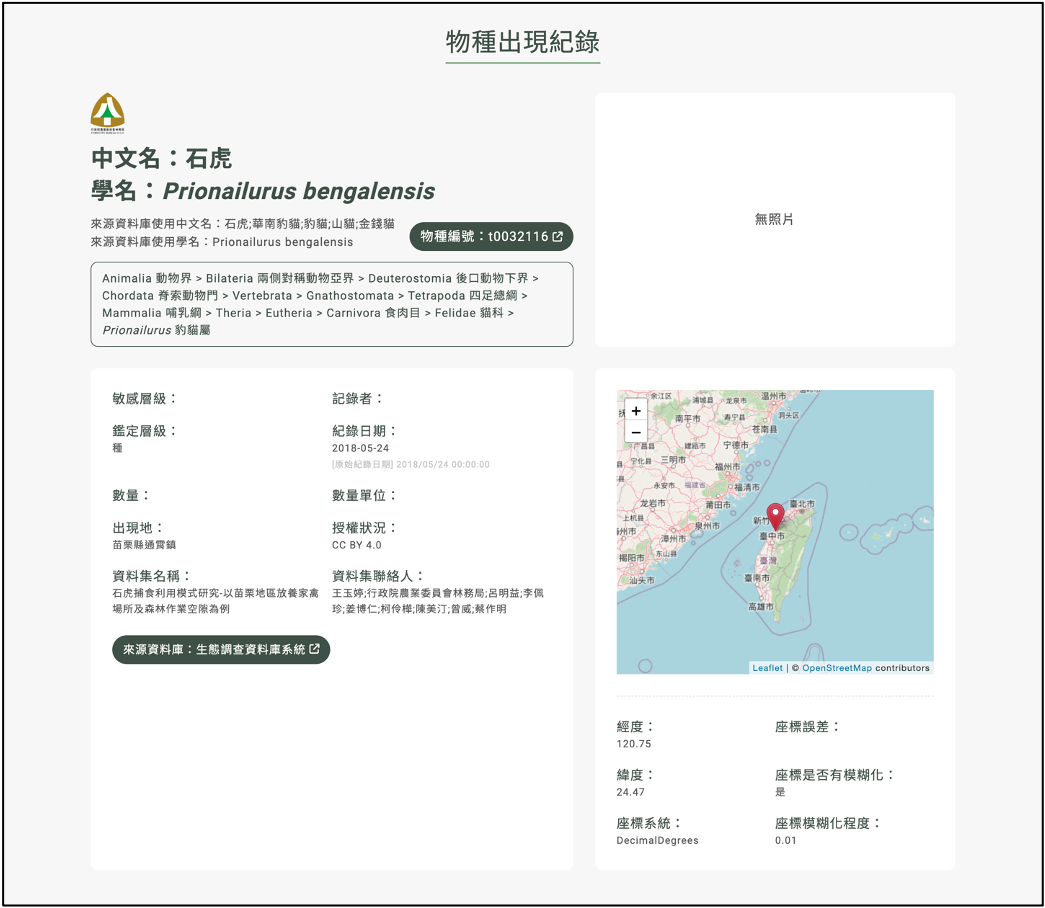 物種出現紀錄
中文名：石虎
學名：Prionailurus bengalensis
來源資料庫使用中文名：石虎;華南豹貓;豹貓;山貓;金錢貓
來源資料庫使用學名：Prionailurus bengalensis
物種編號：t0032116
Animalia 動物界 > Bilateria 兩側對稱動物亞界 > Deuterostomia 後口動物下界 >
Chordata 脊索動物門 > Vertebrata > Gnathostomata > Tetrapoda 四足總綱 >
Mammalia 哺乳綱 > Theria > Eutheria > Carnivora 食肉目 > Felidae 貓科 >
Prionailurus 豹貓屬
無照片
敏感層級：
記錄者：
鑑定層級：
種
紀錄日期：
2018-05-24
[原始紀錄日期] 2018/05/24 00:00:00
數量：
數量單位：
出現地：
苗栗縣通霄鎮
授權狀況：
CC BY 4.0
資料集名稱：
石虎捕食利用模式研究-以苗栗地區放養家禽
場所及森林作業空隙為例
資料集聯絡人：
王玉婷;行政院農業委員會林務局;呂明益;李佩
珍;姜博仁;柯伶樺;陳美汀;曾威;蔡作明
來源資料庫：生態調查資料庫系統
+
−
余江区
浦城县
龙泉市
温州市
南平市
寿宁县
洞头区
苍南县
建瓯市
宁德市
宁化县
三明市
福州市
永安市
福建省
福清市
龙岩市
莆田市
上杭县
泉州市
漳州市
揭阳市
东山县
汕头市
臺北市
新竹
臺中市
臺灣
臺南市
高雄市
Leaflet | © OpenStreetMap contributors
經度：
120.75
座標誤差：
緯度：
24.47
座標是否有模糊化：
是
座標系統：
DecimalDegrees
座標模糊化程度：
0.01